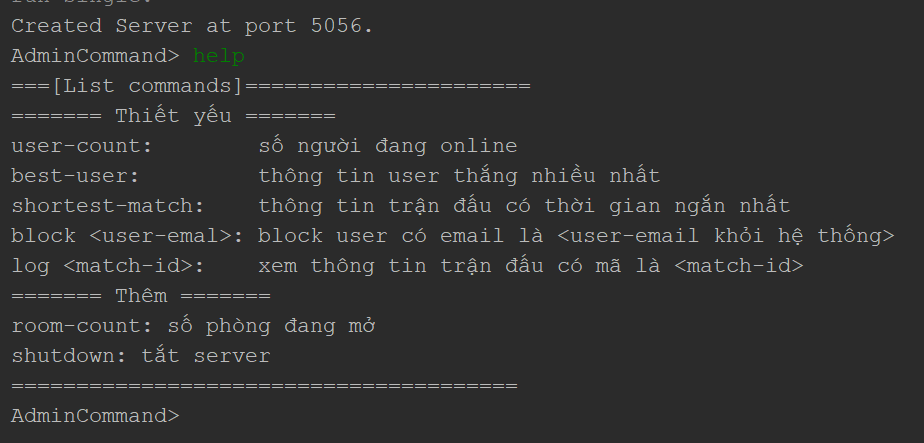 run-single:
Created Server at port 5056.
AdminCommand> help
===[List commands]======================
======= Thiết yếu =======
user-count:        số người đang online
best-user:         thông tin user thắng nhiều nhất
shortest-match:    thông tin trận đấu có thời gian ngắn nhất
block <user-emal>: block user có email là <user-email khỏi hệ thống>
log <match-id>:    xem thông tin trận đấu có mã là <match-id>
======= Thêm =======
room-count: số phòng đang mở
shutdown: tắt server
=======================================
AdminCommand>